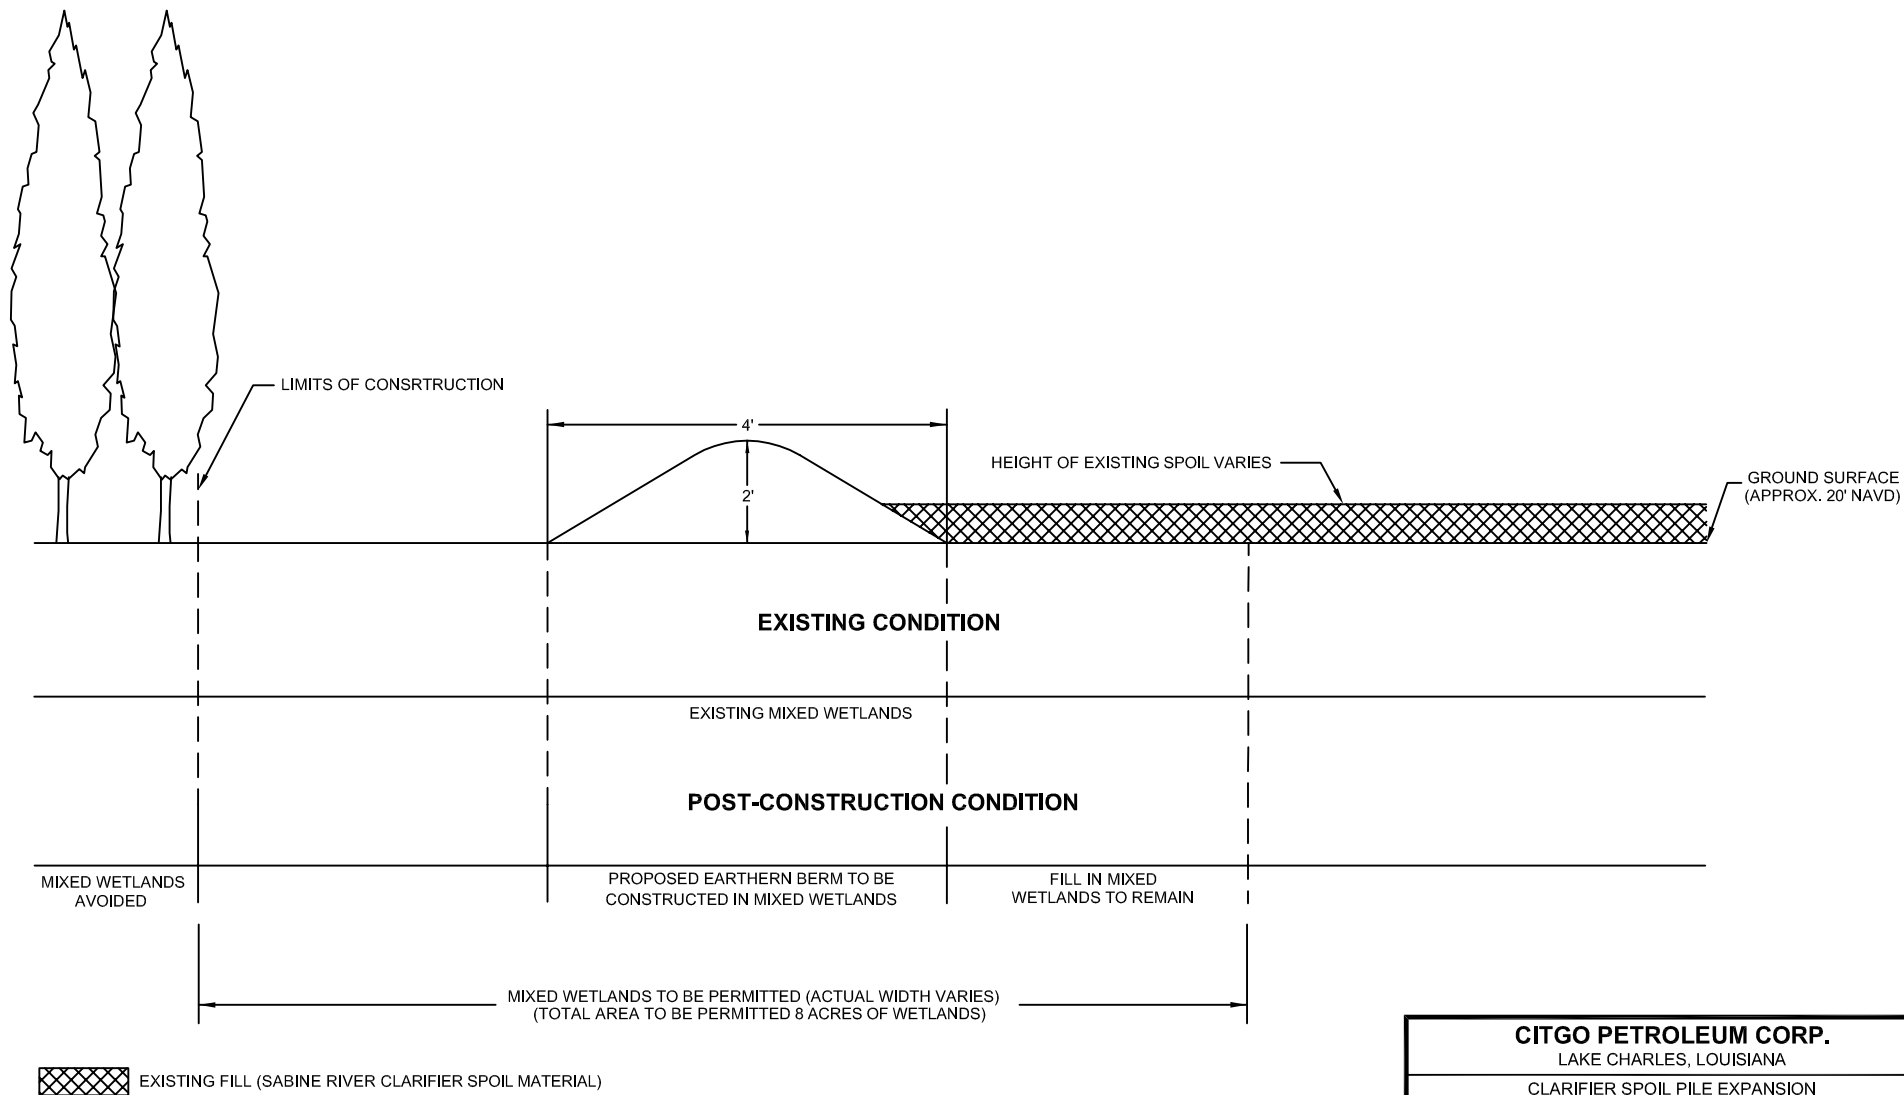 LIMITS OF CONSRTRUCTION
4'
2'
HEIGHT OF EXISTING SPOIL VARIES
GROUND SURFACE
(APPROX. 20' NAVD)
EXISTING CONDITION
EXISTING MIXED WETLANDS
POST-CONSTRUCTION CONDITION
MIXED WETLANDS
AVOIDED
PROPOSED EARTHERN BERM TO BE
CONSTRUCTED IN MIXED WETLANDS
FILL IN MIXED
WETLANDS TO REMAIN
MIXED WETLANDS TO BE PERMITTED (ACTUAL WIDTH VARIES)
(TOTAL AREA TO BE PERMITTED 8 ACRES OF WETLANDS)
EXISTING FILL (SABINE RIVER CLARIFIER SPOIL MATERIAL)
CITGO PETROLEUM CORP.
LAKE CHARLES, LOUISIANA
CLARIFIER SPOIL PILE EXPANSION